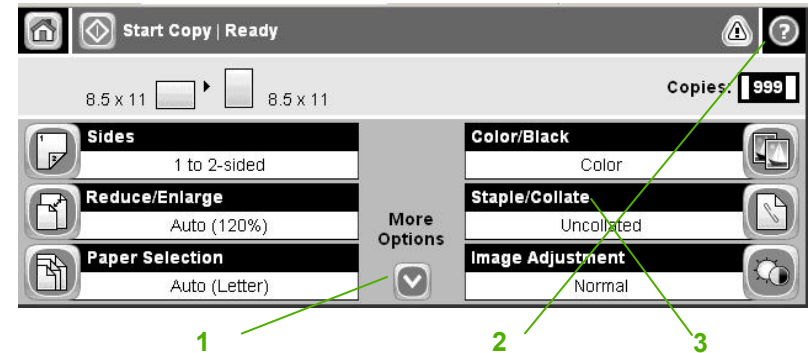 Start Copy | Ready
?
8.5 x 11 8.5 x 11
Copies: 999
Sides
1 to 2-sided
Reduce/Enlarge
Auto (120%)
Paper Selection
Auto (Letter)
More
Options
Color/Black
Color
Staple/Collate
Uncollated
Image Adjustment
Normal
1 2
1 2 3